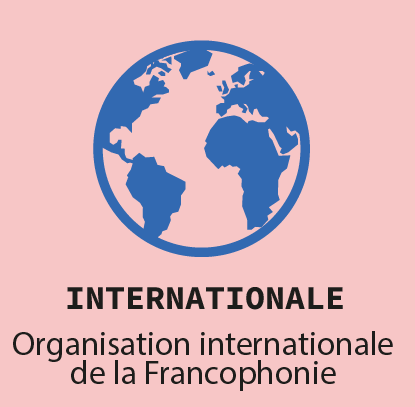 INTERNATIONALE
Organisation internationale
de la Francophonie